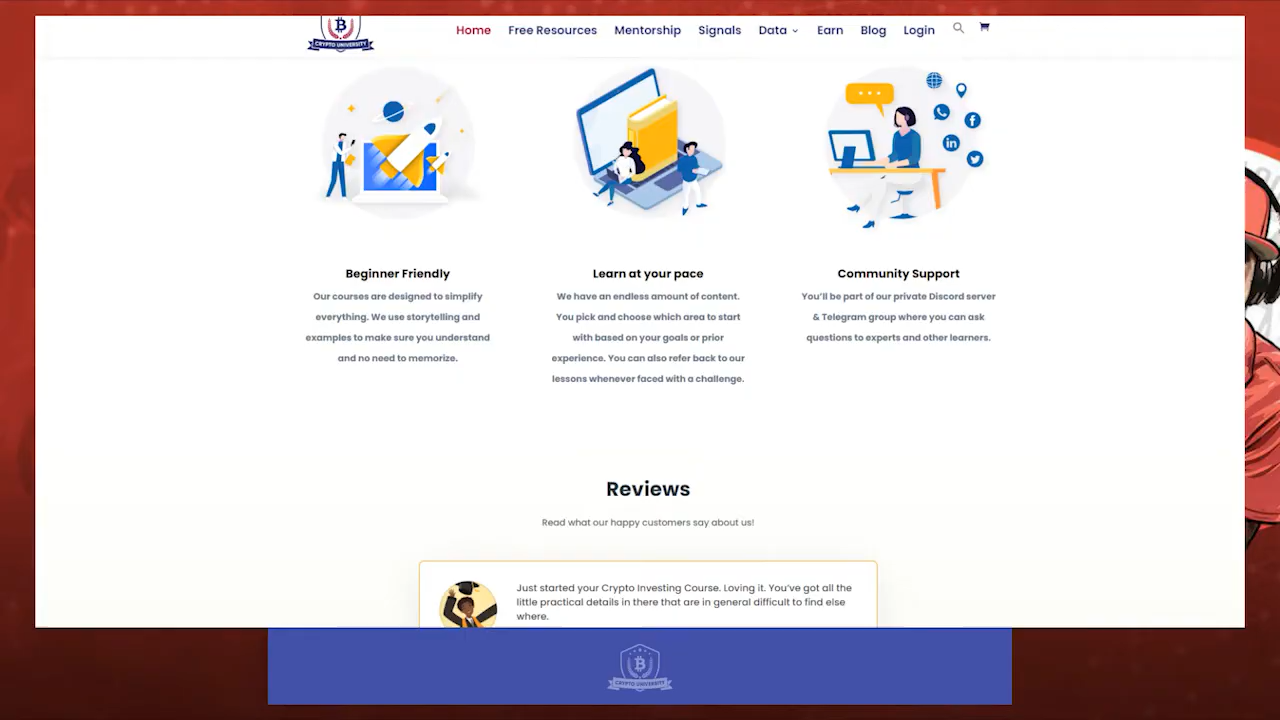 Home Free Resources Mentorship Signals Data Earn Blog Login
CRYPTO UNIVERSITY
Beginner Friendly
Our courses are designed to simplify
everything. We use storytelling and
examples to make sure you understand
and no need to memorize.
Learn at your pace
We have an endless amount of content.
You pick and choose which area to start
with based on your goals or prior
experience. You can also refer back to our
lessons whenever faced with a challenge.
Community Support
You'll be part of our private Discord server
& Telegram group where you can ask
questions to experts and other learners.
Reviews
Read what our happy customers say about us!
Just started your Crypto Investing Course. Loving it. You've got all the
little practical details in there that are in general difficult to find else
where.
CRYPTO UNIVERSITY